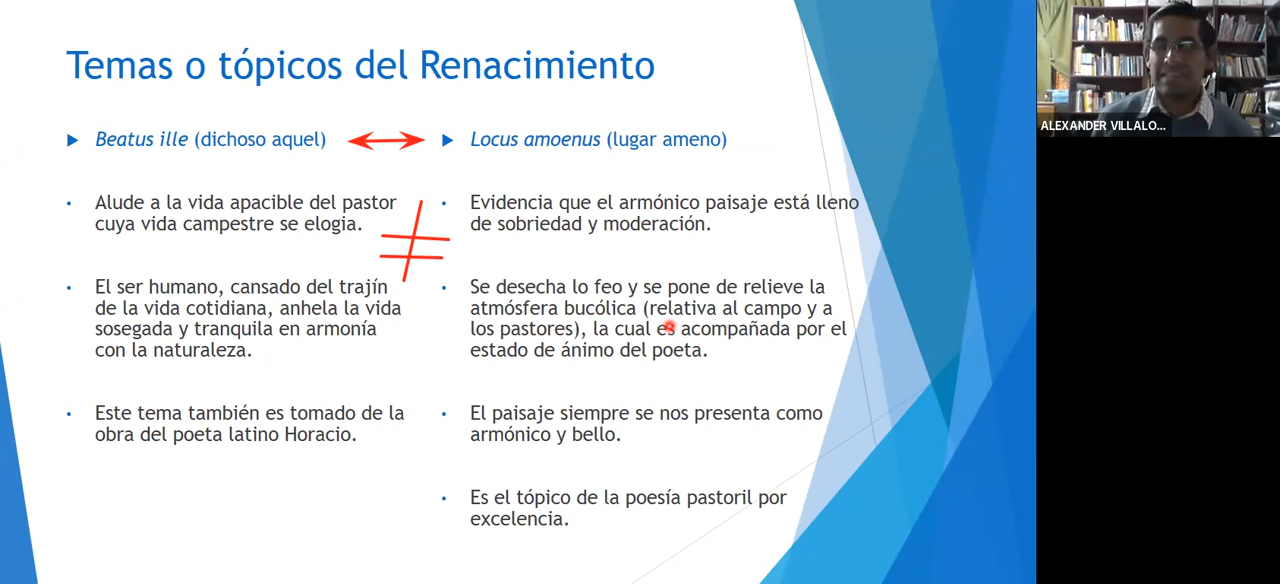 Temas o tópicos del Renacimiento
Beatus ille (dichoso aquel)
Alude a la vida apacible del pastor
cuya vida campestre se elogia.
El ser humano, cansado del trajín
de la vida cotidiana, anhela la vida
sosegada y tranquila en armonía
con la naturaleza.
Este tema también es tomado de la
obra del poeta latino Horacio.
Locus amoenus (lugar ameno)
Evidencia que el armónico paisaje está lleno
de sobriedad y moderación.
Se desecha lo feo y se pone de relieve la
atmósfera bucólica (relativa al campo y a
los pastores), la cual es acompañada por el
estado de ánimo del poeta.
El paisaje siempre se nos presenta como
armónico y bello.
Es el tópico de la poesía pastoril por
excelencia.
ALEXANDER VILLALO...